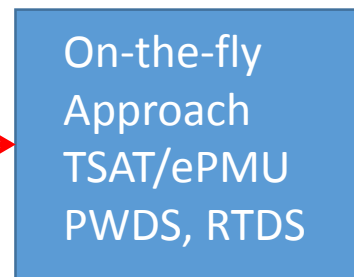 On-the-fly
Approach
TSAT/ePMU
PWDS, RTDS